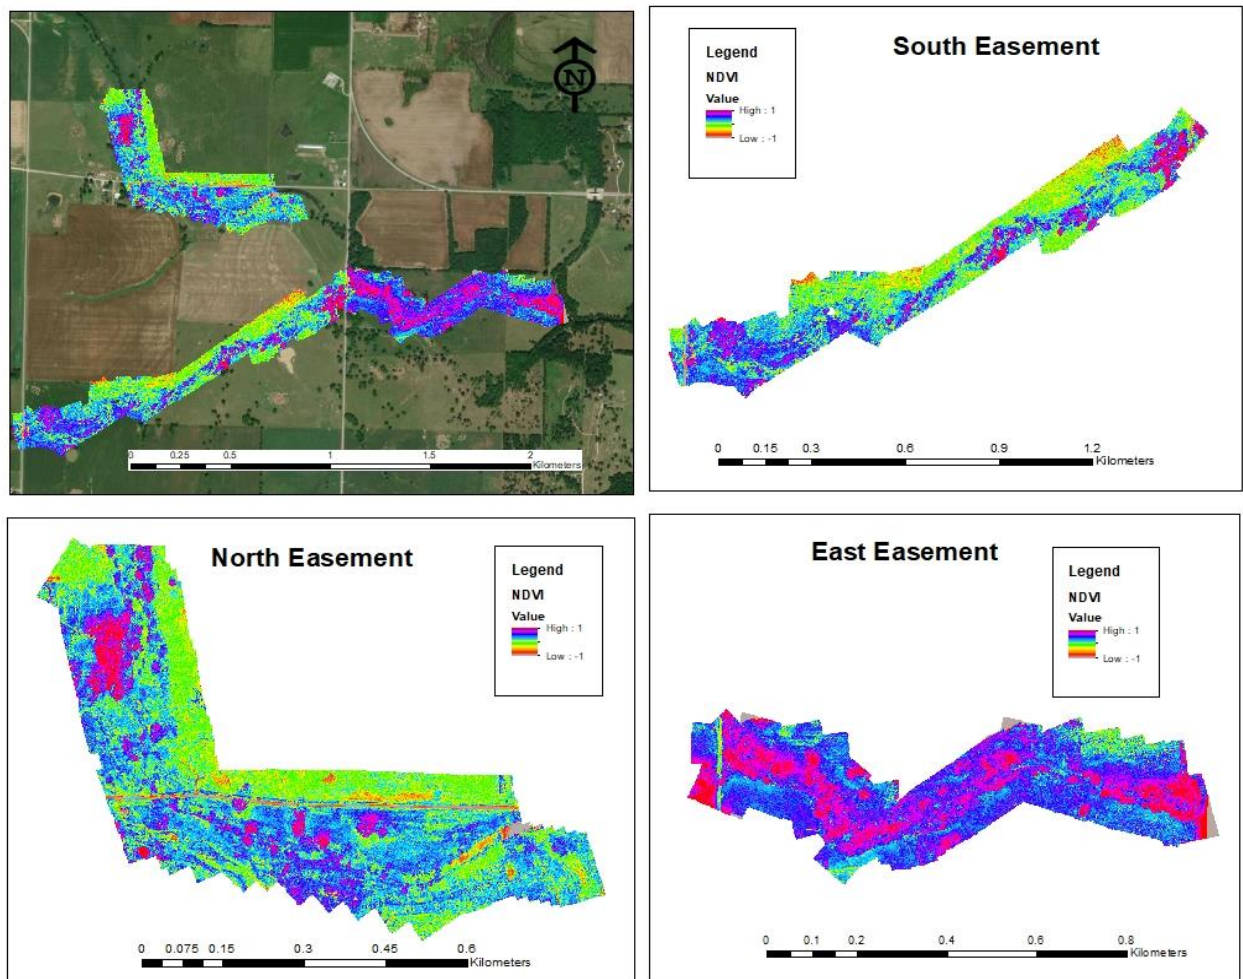 N
0 0.25 0.5 1 1.5 2
Kilometers
South Easement
Legend
NDVI
Value
High : 1
Low : -1
0 0.15 0.3 0.6 0.9 1.2
Kilometers
North Easement
Legend
NDVI
Value
High : 1
Low : -1
0 0.075 0.15 0.3 0.45 0.6
Kilometers
East Easement
Legend
NDVI
Value
High : 1
Low : -1
0 0.1 0.2 0.4 0.6 0.8
Kilometers